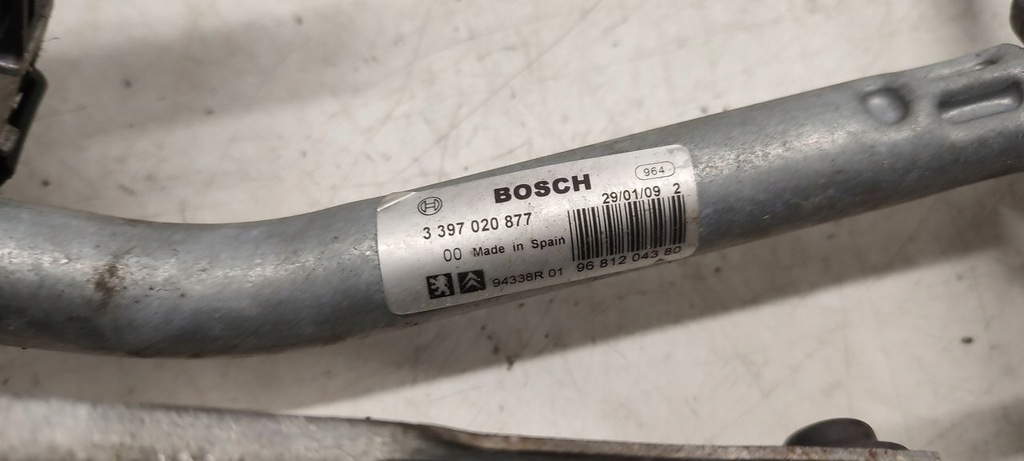 964
BOSCH
29/01/09 2
3 397 020 877
00 Made in Spain
94338R 01
96 812 043 80